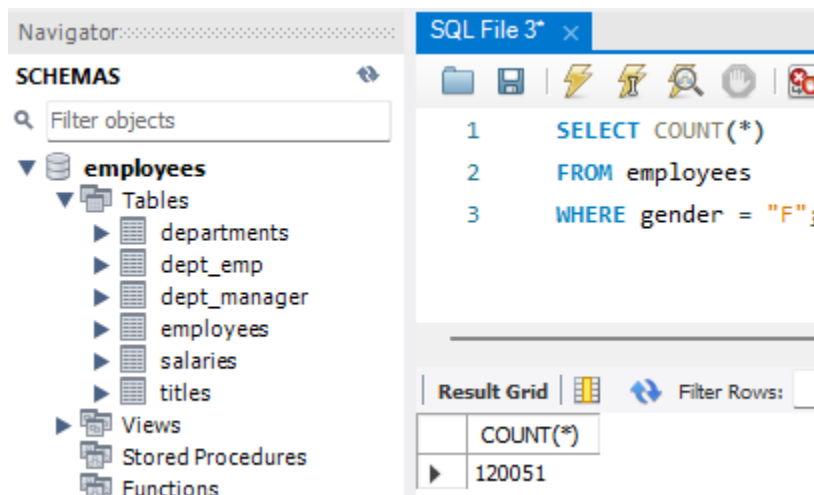 Navigator
SCHEMAS
Filter objects
employees
Tables
departments
dept_emp
dept_manager
employees
salaries
titles
Views
Stored Procedures
Functions
SQL File 3*
1 SELECT COUNT(*)
2 FROM employees
3 WHERE gender = "F";
Result Grid Filter Rows:
COUNT(*)
120051